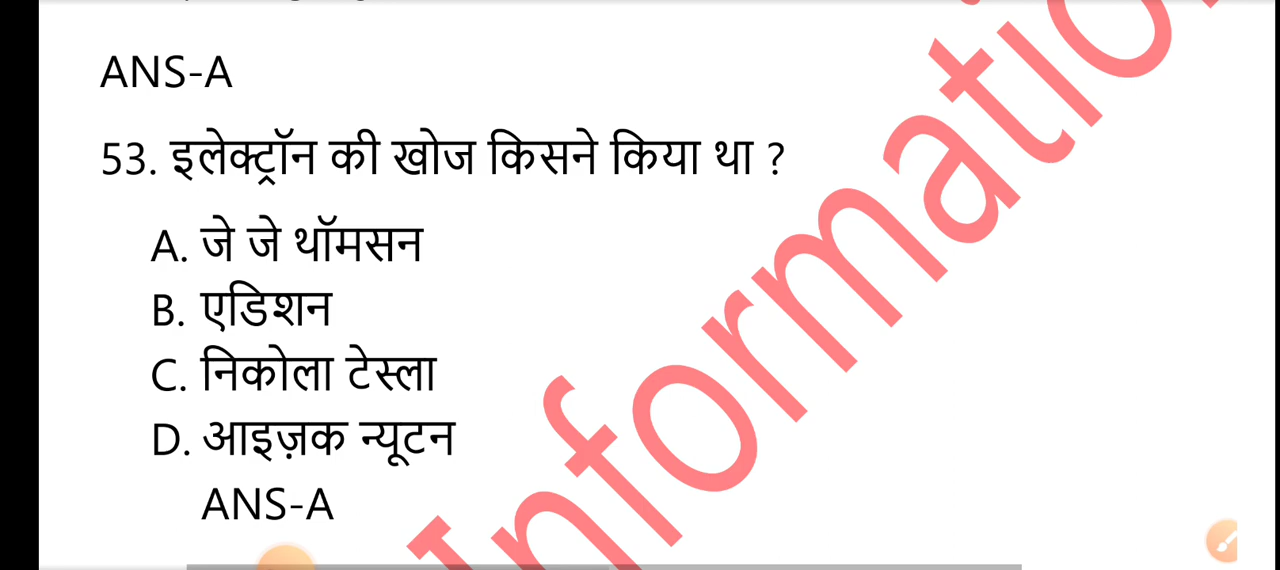 ANS-A
53. इलेक्ट्रॉन की खोज किसने किया था ?
A. जे जे थॉमसन
B. एडिशन
C. निकोला टेस्ला
D. आइज़क न्यूटन
ANS-A
Informatio